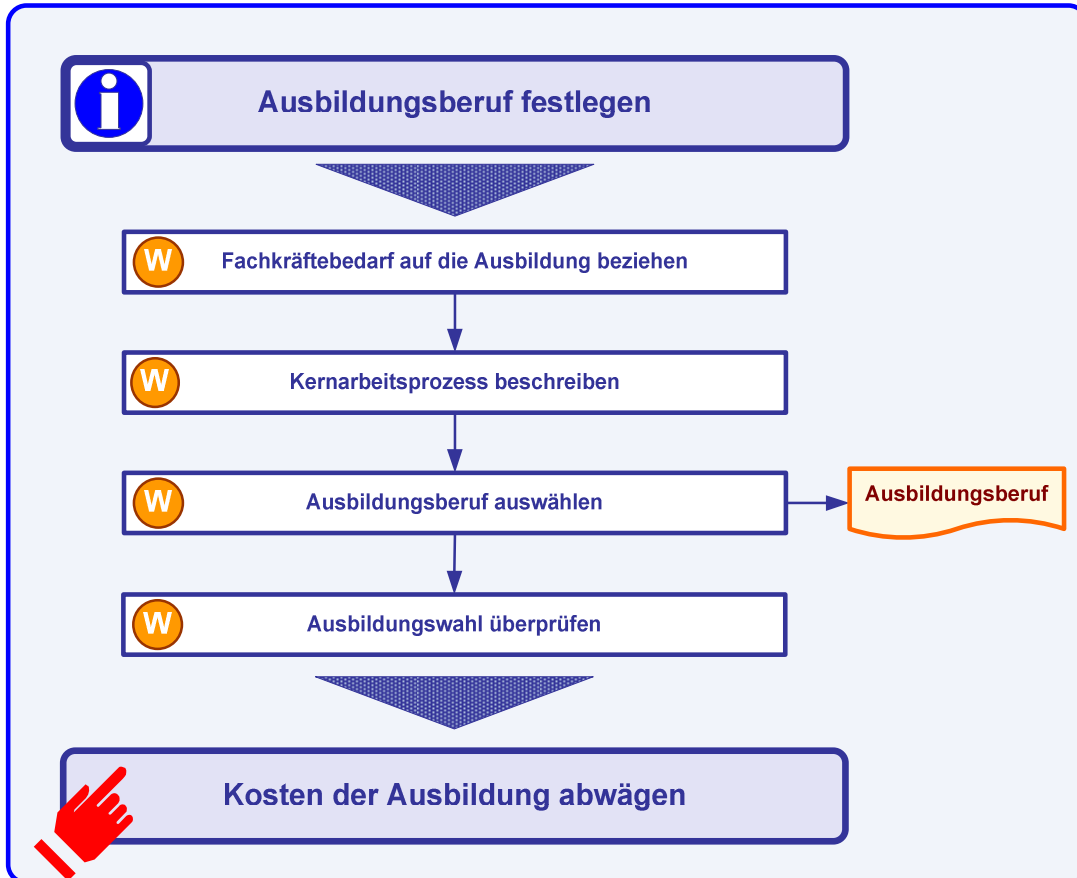 i
Ausbildungsberuf festlegen
W
Fachkräftebedarf auf die Ausbildung beziehen
W
Kernarbeitsprozess beschreiben
W
Ausbildungsberuf auswählen
Ausbildungsberuf
W
Ausbildungswahl überprüfen
Kosten der Ausbildung abwägen